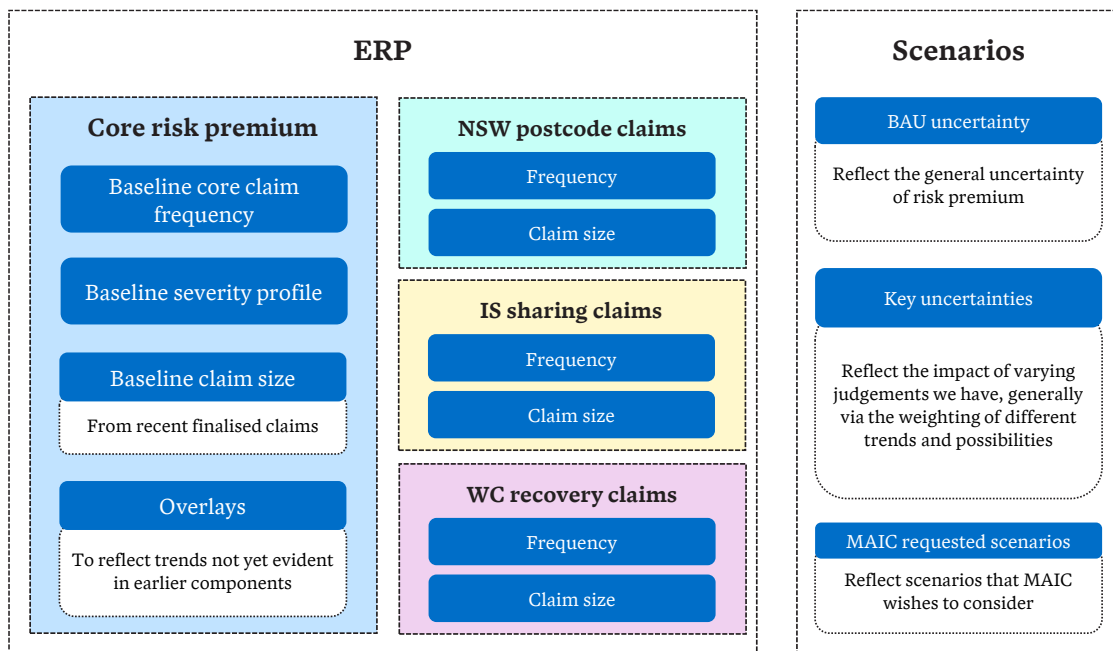 ERP
Core risk premium
Baseline core claim
frequency
Baseline severity profile
Baseline claim size
From recent finalised claims
Overlays
To reflect trends not yet evident
in earlier components
NSW postcode claims
Frequency
Claim size
IS sharing claims
Frequency
Claim size
WC recovery claims
Frequency
Claim size
Scenarios
BAU uncertainty
Reflect the general uncertainty
of risk premium
Key uncertainties
Reflect the impact of varying
judgements we have, generally
via the weighting of different
trends and possibilities
MAIC requested scenarios
Reflect scenarios that MAIC
wishes to consider